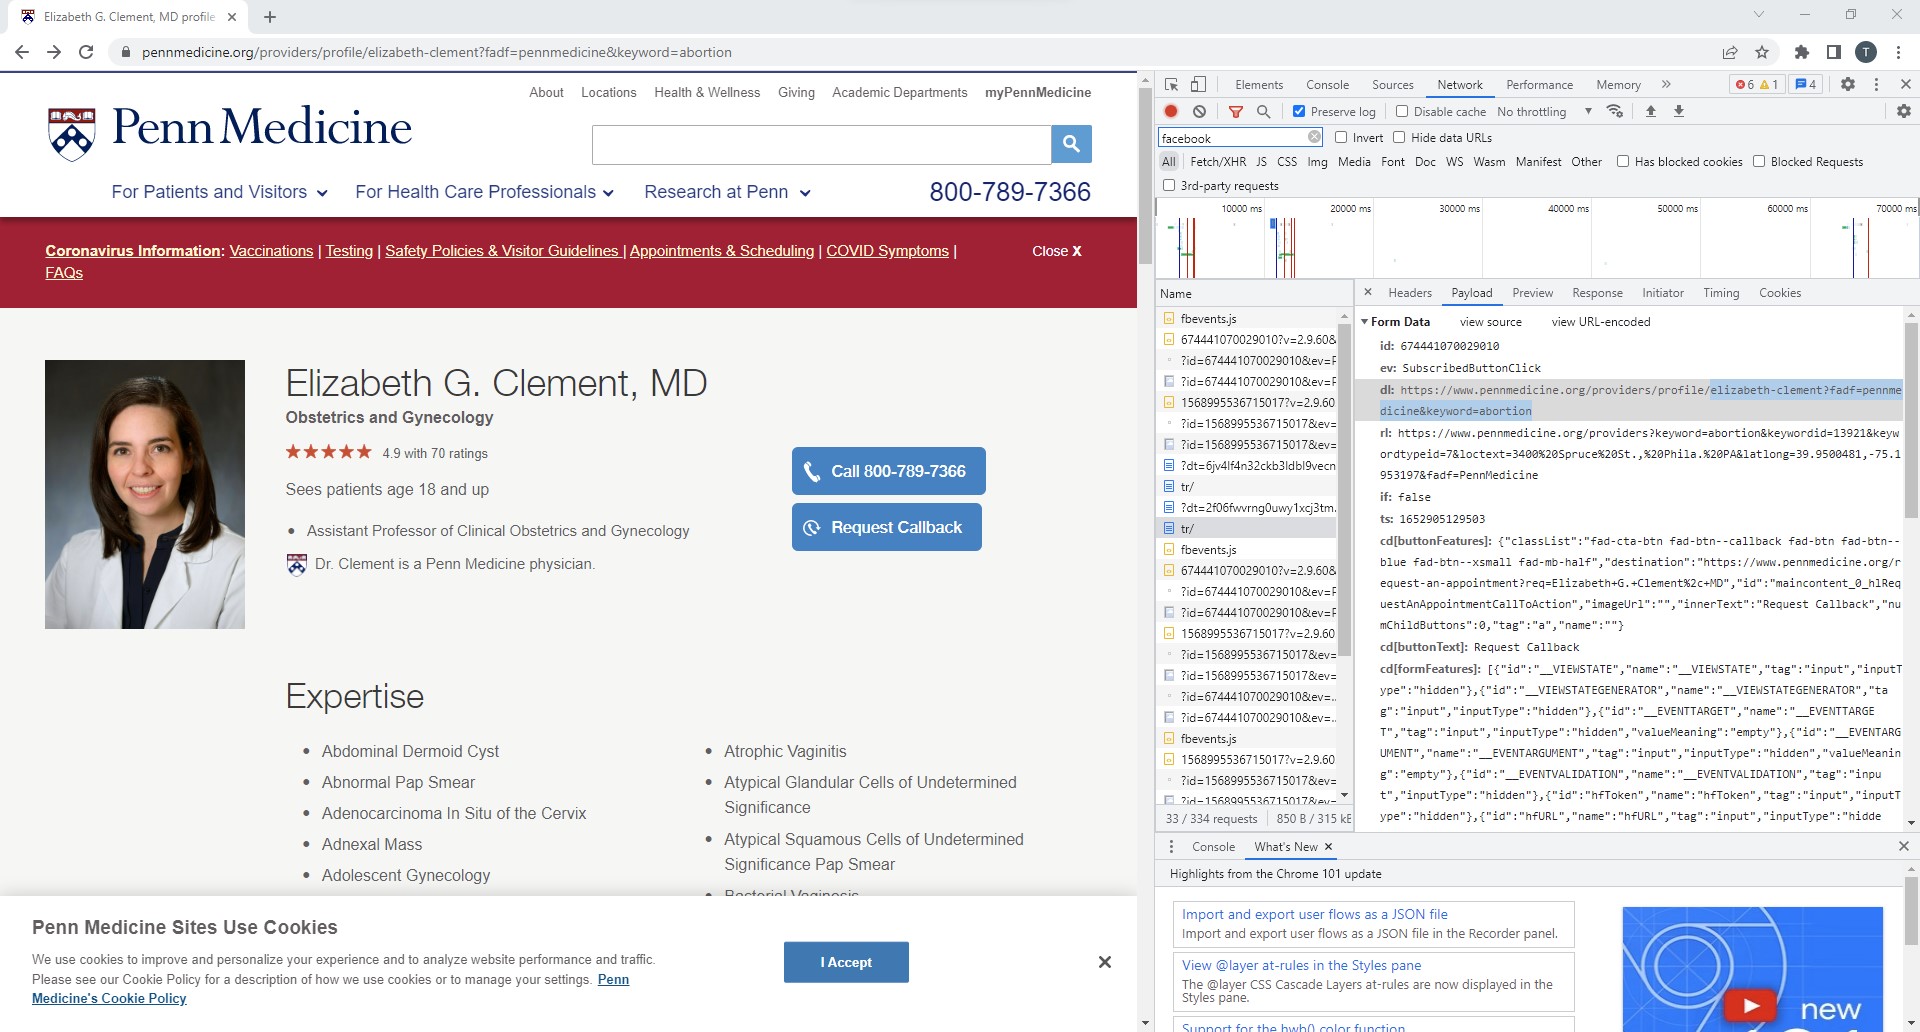 Elizabeth G. Clement, MD profile
pennmedicine.org/providers/profile/elizabeth-clement?fadf=pennmedicine&keyword=abortion
T
About Locations Health & Wellness Giving Academic Departments myPennMedicine
Penn Medicine
For Patients and Visitors For Health Care Professionals Research at Penn 800-789-7366
Coronavirus Information: Vaccinations | Testing | Safety Policies & Visitor Guidelines | Appointments & Scheduling | COVID Symptoms |
FAQs
Close X
Elizabeth G. Clement, MD
Obstetrics and Gynecology
4.9 with 70 ratings
Sees patients age 18 and up
• Assistant Professor of Clinical Obstetrics and Gynecology
Dr. Clement is a Penn Medicine physician.
Call 800-789-7366
Request Callback
Expertise
• Abdominal Dermoid Cyst
• Abnormal Pap Smear
• Adenocarcinoma In Situ of the Cervix
• Adnexal Mass
• Adolescent Gynecology
• Atrophic Vaginitis
• Atypical Glandular Cells of Undetermined
Significance
• Atypical Squamous Cells of Undetermined
Significance Pap Smear
• Bacterial Vaginosis
Penn Medicine Sites Use Cookies
We use cookies to improve and personalize your experience and to analyze website performance and traffic.
Please see our Cookie Policy for a description of how we use cookies or to manage your settings. Penn
Medicine's Cookie Policy
I Accept
Elements Console Sources Network Performance Memory » 6 1 4
Preserve log Disable cache No throttling
facebook Invert Hide data URLs
All Fetch/XHR JS CSS Img Media Font Doc WS Wasm Manifest Other Has blocked cookies Blocked Requests
3rd-party requests
10000 ms 20000 ms 30000 ms 40000 ms 50000 ms 60000 ms 70000 ms
Name
fbevents.js
674441070029010?v=2.9.60&
?id=674441070029010&ev=P
?id=674441070029010&ev=P
1568995536715017?v=2.9.60
?id=1568995536715017&ev=
?id=1568995536715017&ev=
?dt=6jv4lf4n32ckb3ldbl9vecn
tr/
?dt=2f06fwvrng0uwy1xcj3tm.
tr/
fbevents.js
674441070029010?v=2.9.60&
?id=674441070029010&ev=P
?id=674441070029010&ev=P
1568995536715017?v=2.9.60
?id=1568995536715017&ev=
?id=1568995536715017&ev=
?id=674441070029010&ev=..
?id=674441070029010&ev=..
fbevents.js
1568995536715017?v=2.9.60
?id=1568995536715017&ev=
?id=1568995536715017&ev=
33 / 334 requests 850 B / 315 kB
Headers Payload Preview Response Initiator Timing Cookies
Form Data view source view URL-encoded
id: 674441070029010
ev: SubscribedButtonClick
dl: https://www.pennmedicine.org/providers/profile/elizabeth-clement?fadf=pennme
dicine&keyword=abortion
rl: https://www.pennmedicine.org/providers?keyword=abortion&keywordid=13921&keyw
ordtypeid=7&loctext=3400%20Spruce%20St.,%20Phila.%20PA&latlong=39.9500481,-75.1
953197&fadf=PennMedicine
if: false
ts: 1652905129503
cd[buttonFeatures]: {"classList":"fad-cta-btn fad-btn--callback fad-btn fad-btn--
blue fad-btn--xsmall fad-mb-half","destination":"https://www.pennmedicine.org/r
equest-an-appointment?req=Elizabeth+G.+Clement%2c+MD","id":"maincontent_0_hlReq
uestAnAppointmentCallToAction","imageUrl":"","innerText":"Request Callback","nu
mChildButtons":0,"tag":"a","name":""}
cd[buttonText]: Request Callback
cd[formFeatures]: [{"id":"__VIEWSTATE","name":"__VIEWSTATE","tag":"input","inputT
ype":"hidden"},{"id":"__VIEWSTATEGENERATOR","name":"__VIEWSTATEGENERATOR","ta
g":"input","inputType":"hidden"},{"id":"__EVENTTARGET","name":"__EVENTTARGE
T","tag":"input","inputType":"hidden","valueMeaning":"empty"},{"id":"__EVENTARG
UMENT","name":"__EVENTARGUMENT","tag":"input","inputType":"hidden","valueMeanin
g":"empty"},{"id":"__EVENTVALIDATION","name":"__EVENTVALIDATION","tag":"inpu
t","inputType":"hidden"},{"id":"hfToken","name":"hfToken","tag":"input","inputT
ype":"hidden"},{"id":"hfURL","name":"hfURL","tag":"input","inputType":"hidde
Console What's New
Highlights from the Chrome 101 update
Import and export user flows as a JSON file
Import and export user flows as a JSON file in the Recorder panel.
View @layer at-rules in the Styles pane
The @layer CSS Cascade Layers at-rules are now displayed in the
Styles pane.
Support for the hwb() color function
new